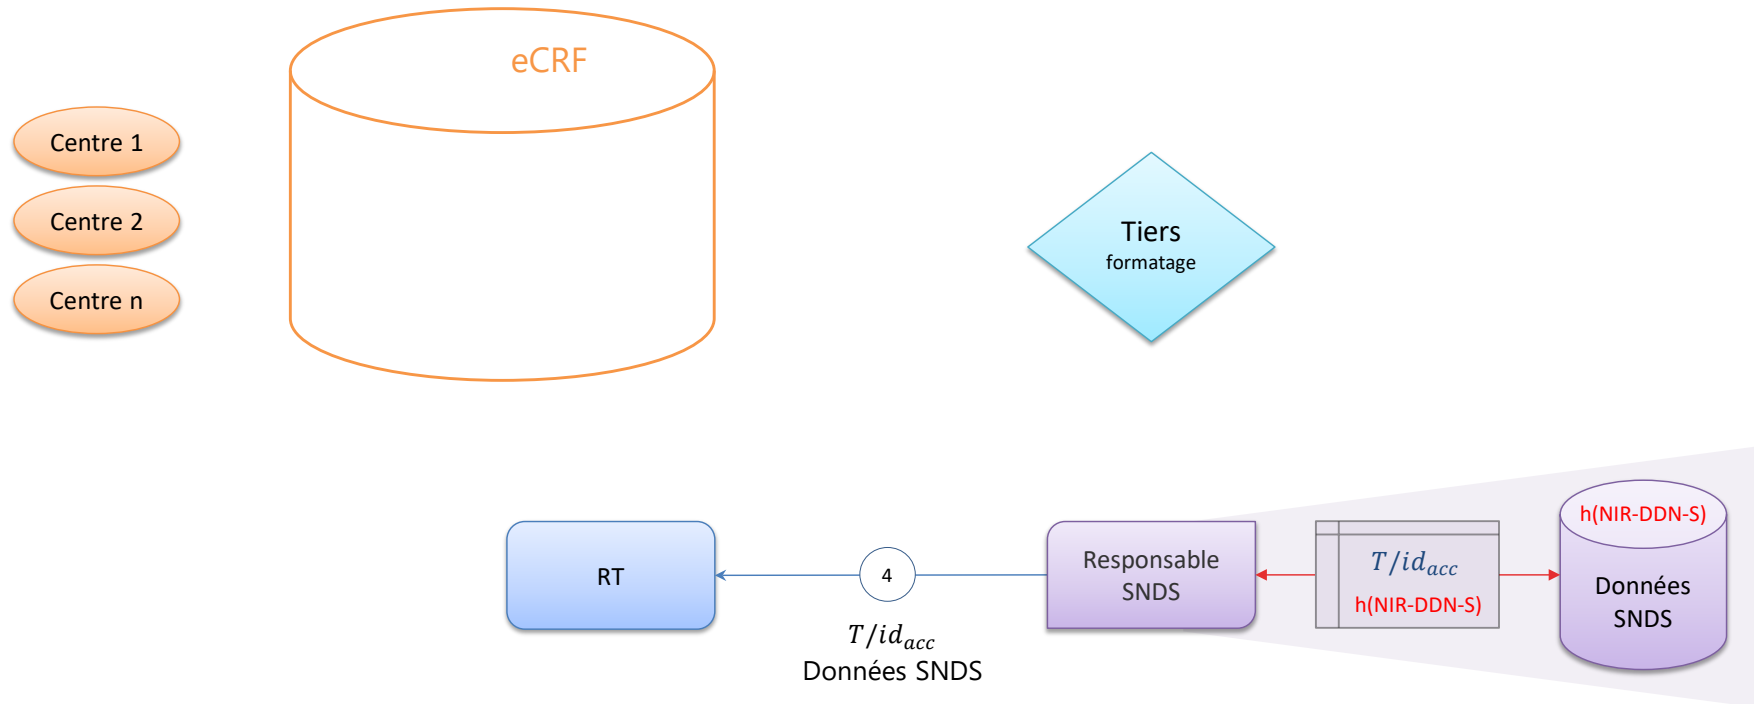 eCRF
Centre 1
Centre 2
Centre n
Tiers
formatage
RT
4
T/id_acc
Données SNDS
Responsable
SNDS
T/id_acc
h(NIR-DDN-S)
h(NIR-DDN-S)
Données
SNDS